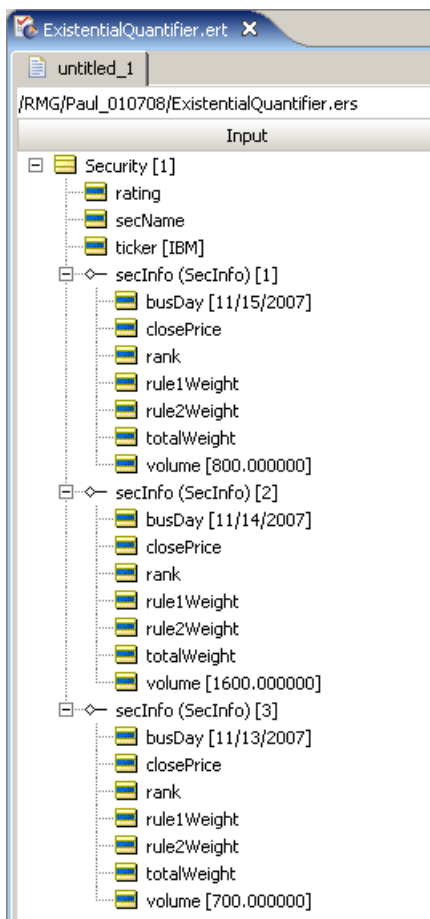 ExistentialQuantifier.ert
untitled_1
/RMG/Paul_010708/ExistentialQuantifier.ers
Input
Security [1]
rating
secName
ticker [IBM]
secInfo (SecInfo) [1]
busDay [11/15/2007]
closePrice
rank
rule1Weight
rule2Weight
totalWeight
volume [800.000000]
secInfo (SecInfo) [2]
busDay [11/14/2007]
closePrice
rank
rule1Weight
rule2Weight
totalWeight
volume [1600.000000]
secInfo (SecInfo) [3]
busDay [11/13/2007]
closePrice
rank
rule1Weight
rule2Weight
totalWeight
volume [700.000000]